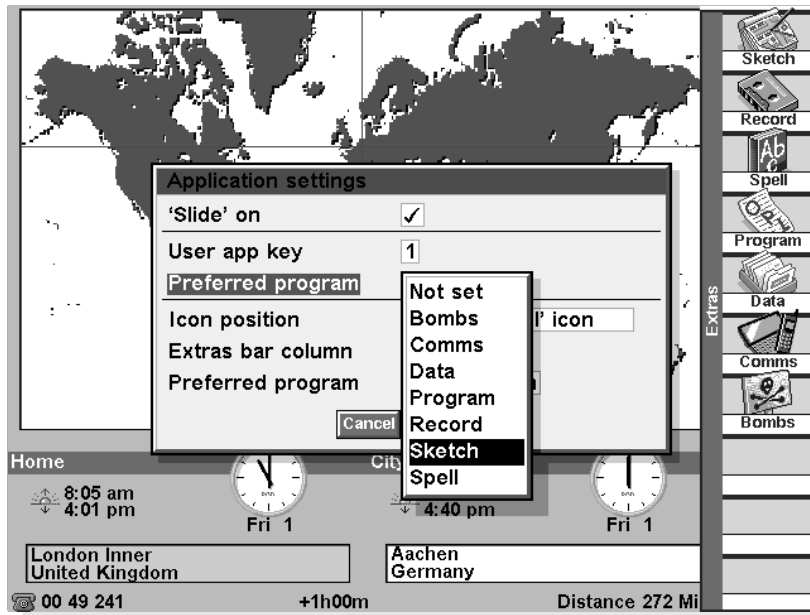 Application settings
'Slide' on
User app key 1
Preferred program
Icon position l' icon
Extras bar column
Preferred program
Cancel
Not set
Bombs
Comms
Data
Program
Record
Sketch
Spell
Extras
Sketch
Record
Spell
Program
Data
Comms
Bombs
Home
8:05 am
4:01 pm
Fri 1
London Inner
United Kingdom
City
4:40 pm
Fri 1
Aachen
Germany
00 49 241 +1h00m Distance 272 Mi